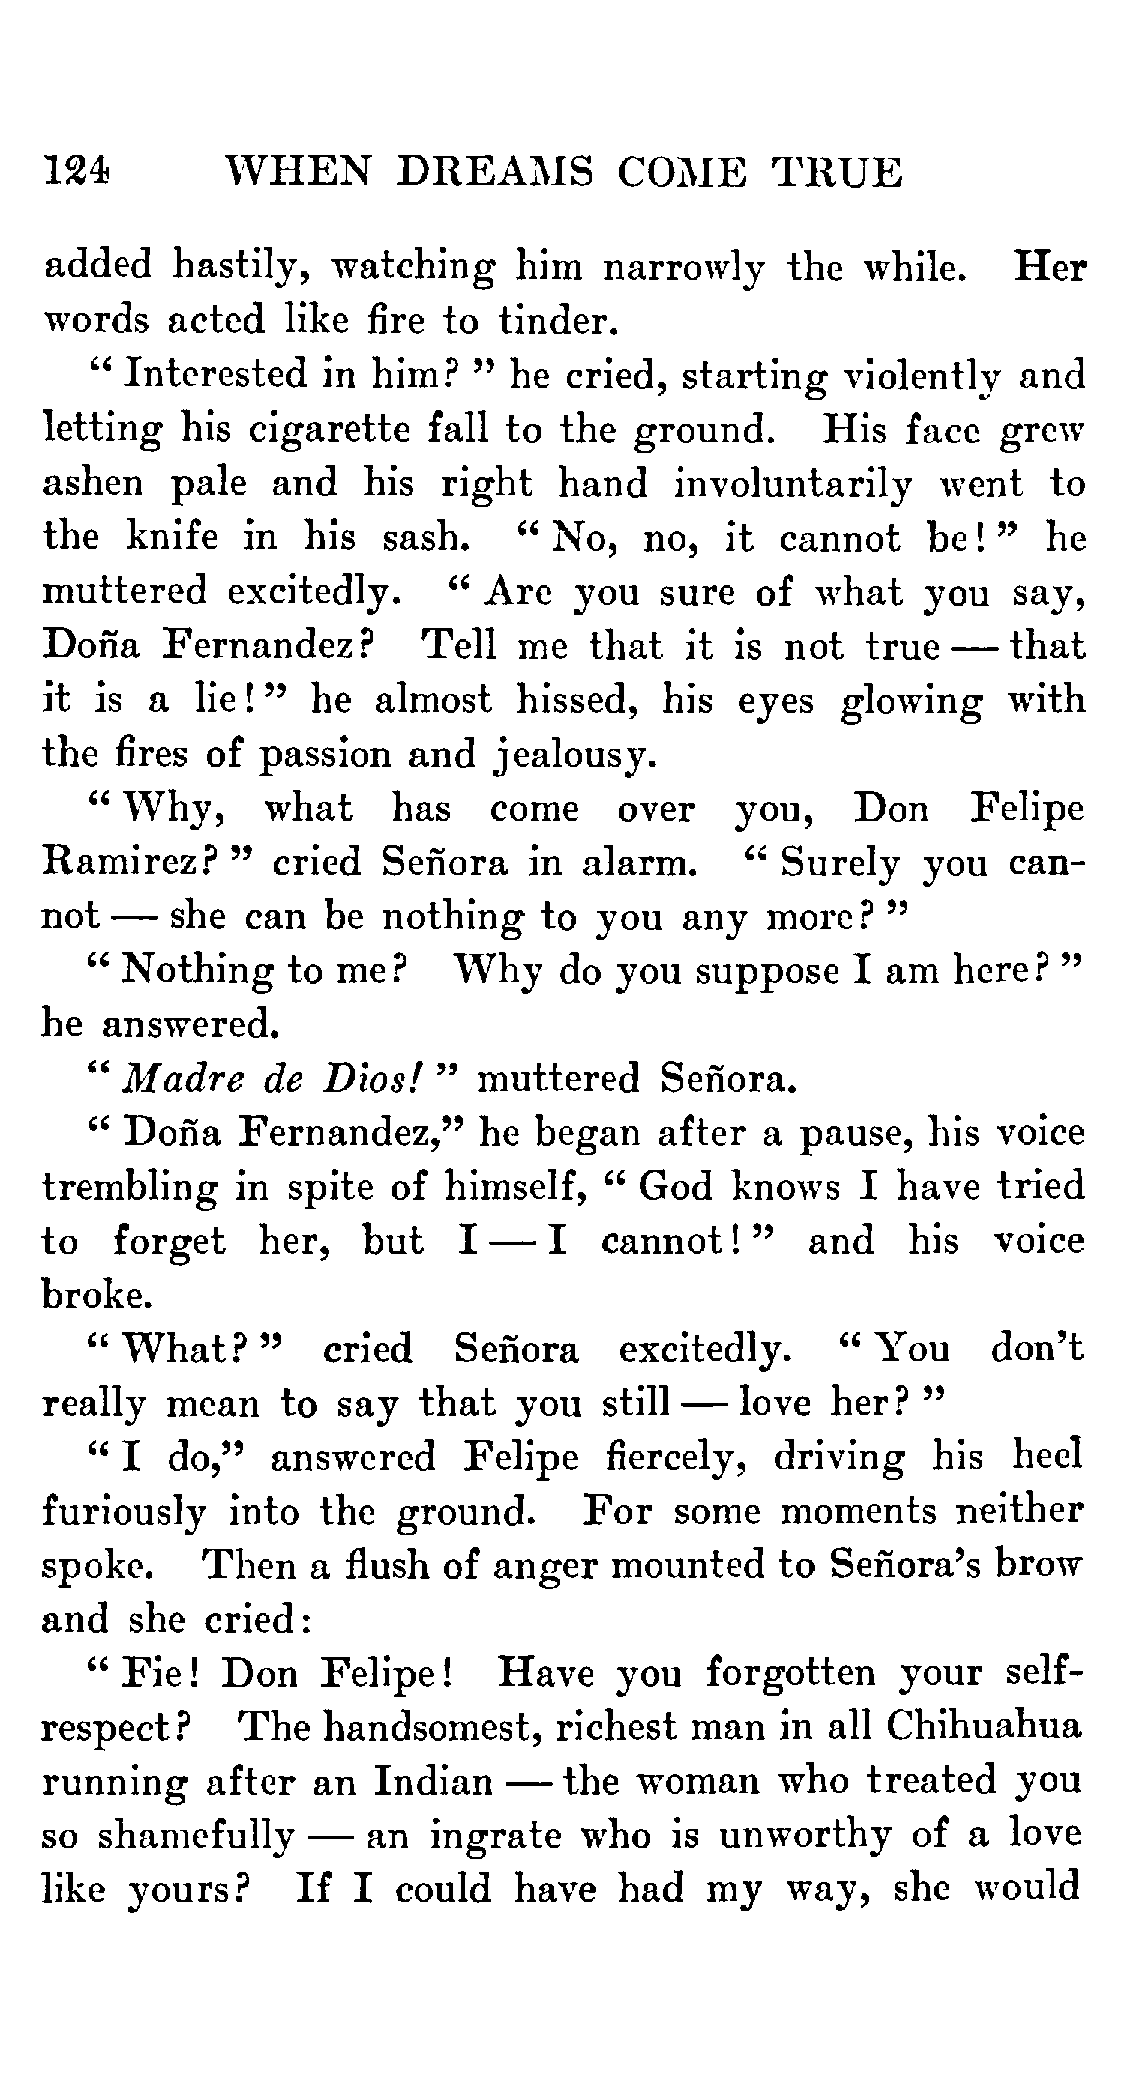 124 WHEN DREAMS COME TRUE
added hastily, watching him narrowly the while. Her
words acted like fire to tinder.
“ Interested in him? ” he cried, starting violently and
letting his cigarette fall to the ground. His face grew
ashen pale and his right hand involuntarily went to
the knife in his sash. “ No, no, it cannot be! ” he
muttered excitedly. “ Are you sure of what you say,
Doña Fernandez? Tell me that it is not true — that
it is a lie! ” he almost hissed, his eyes glowing with
the fires of passion and jealousy.
“ Why, what has come over you, Don Felipe
Ramirez? ” cried Señora in alarm. “ Surely you can-
not — she can be nothing to you any more? ”
“ Nothing to me? Why do you suppose I am here? ”
he answered.
“ Madre de Dios! ” muttered Señora.
“ Doña Fernandez,” he began after a pause, his voice
trembling in spite of himself, “ God knows I have tried
to forget her, but I — I cannot! ” and his voice
broke.
“ What? ” cried Señora excitedly. “ You don’t
really mean to say that you still — love her? ”
“ I do,” answered Felipe fiercely, driving his heel
furiously into the ground. For some moments neither
spoke. Then a flush of anger mounted to Señora’s brow
and she cried:
“ Fie! Don Felipe! Have you forgotten your self-
respect? The handsomest, richest man in all Chihuahua
running after an Indian — the woman who treated you
so shamefully — an ingrate who is unworthy of a love
like yours? If I could have had my way, she would